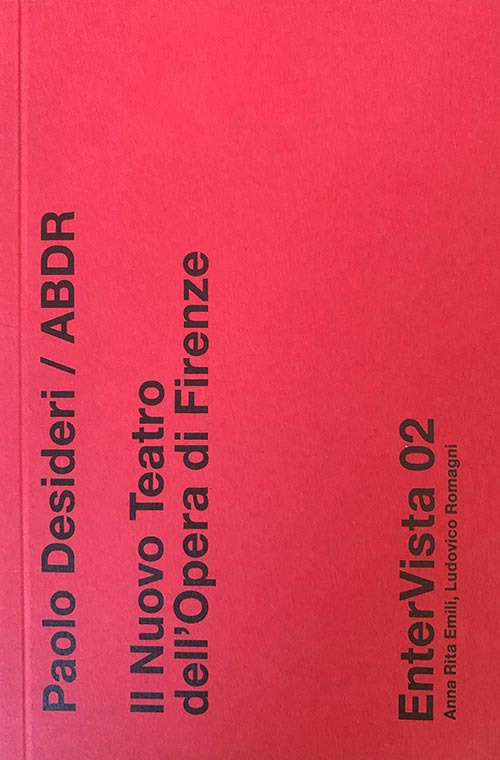 Paolo Desideri / ABDR
Il Nuovo Teatro
dell'Opera di Firenze
EnterVista 02
Anna Rita Emili, Ludovico Romagni